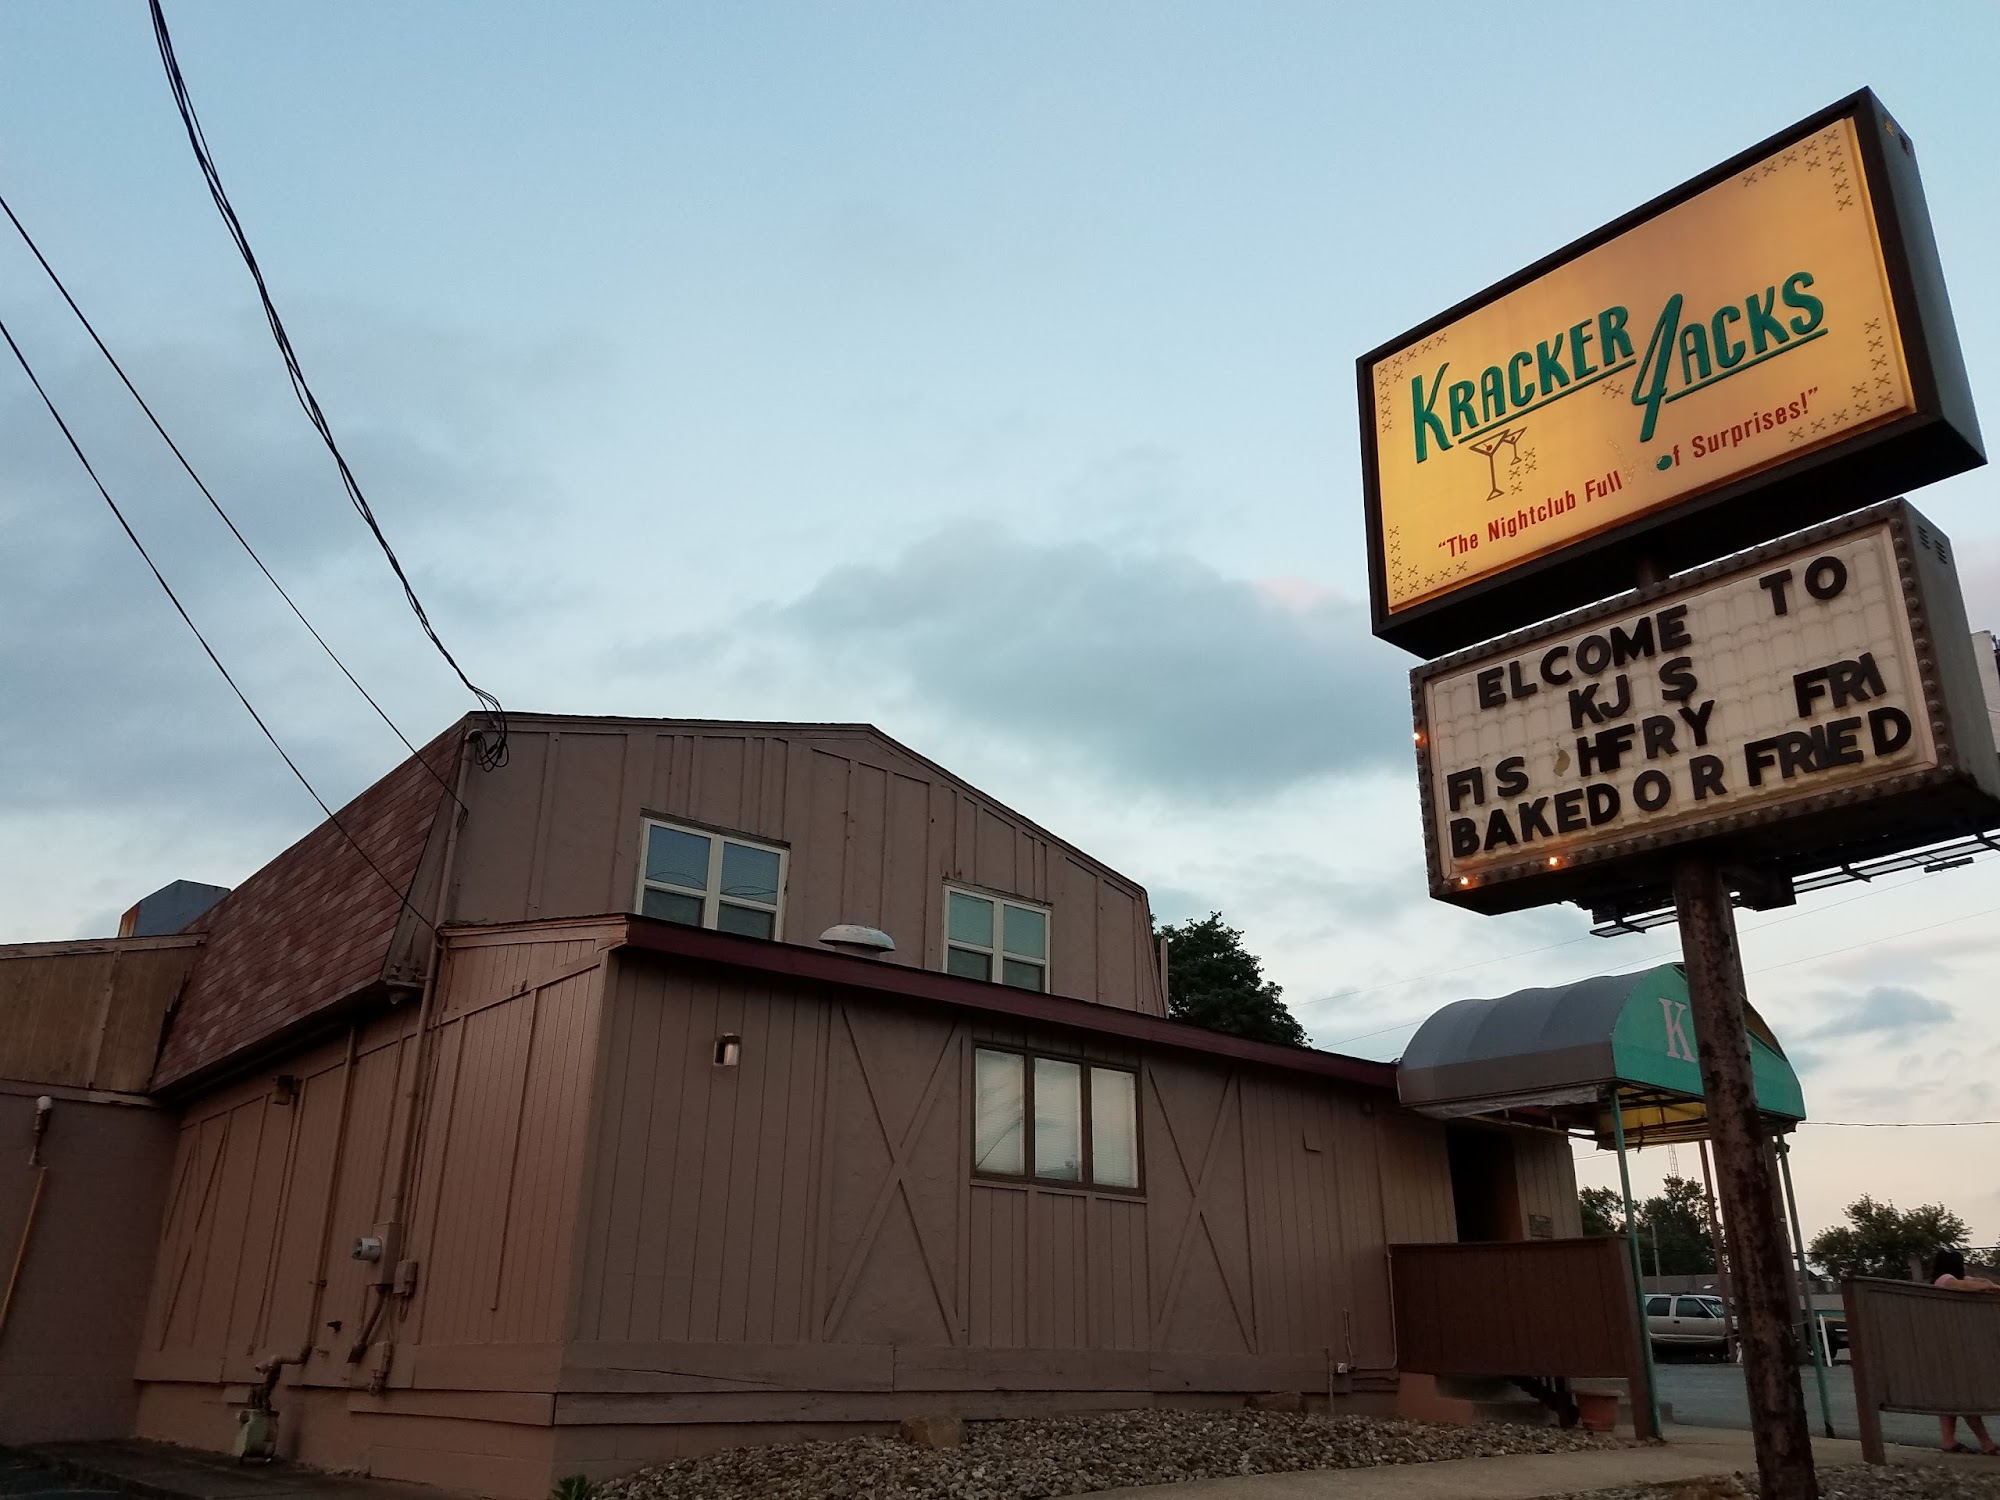 KRACKER JACKS
"The Nightclub Full of Surprises!"
ELCOME TO
KJ S
FIS HFRY FRI
BAKED OR FRIED
K